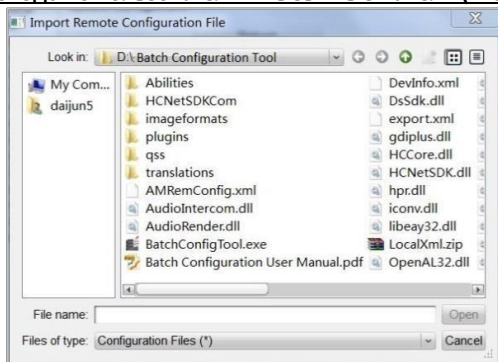 Import Remote Configuration File
Look in: D:\Batch Configuration Tool
My Com...
daijun5
Abilities
HCNetSDKCom
imageformats
plugins
qss
translations
AMRemConfig.xml
AudioIntercom.dll
AudioRender.dll
BatchConfigTool.exe
Batch Configuration User Manual.pdf
DevInfo.xml
DsSdk.dll
export.xml
gdiplus.dll
HCCore.dll
HCNetSDK.dll
hpr.dll
iconv.dll
libeay32.dll
LocalXml.zip
OpenAL32.dll
File name: Open
Files of type: Configuration Files (*) Cancel